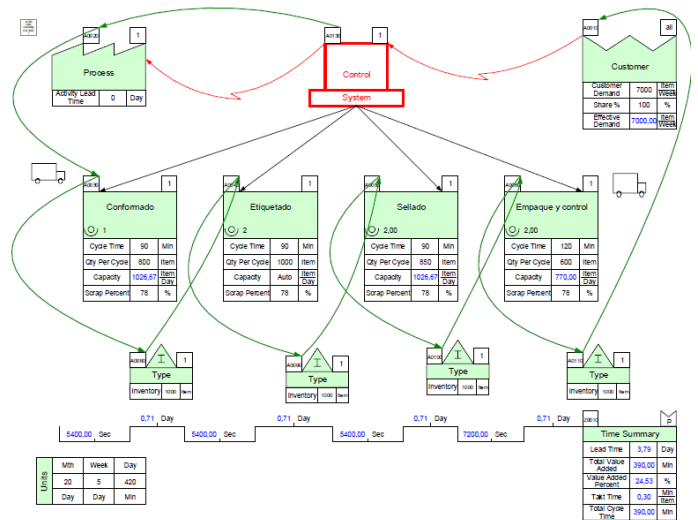 A0020
1
A0130
1
A0010
all
Process
Activity Lead Time 0 Day
Control
System
Customer
Customer Demand 7000 Item Week
Share % 100 %
Effective Demand 7000,00 Item Week
A0030
1
1
1
1
Conformado
Etiquetado
Sellado
Empaque y control
1
2
2,00
2,00
Cycle Time 90 Min
Cycle Time 90 Min
Cycle Time 90 Min
Cycle Time 120 Min
Qty Per Cycle 800 Item
Qty Per Cycle 1000 Item
Qty Per Cycle 850 Item
Qty Per Cycle 600 Item
Capacity 1026,67 Item Day
Capacity Auto Item Day
Capacity 1026,67 Item Day
Capacity 770,00 Item Day
Scrap Percent 78 %
Scrap Percent 78 %
Scrap Percent 78 %
Scrap Percent 78 %
I 1
A0090 I 1
A0100 I 1
A0110 I 1
Type
Type
Type
Type
Inventory 1000 Item
Inventory 1000 Item
Inventory 1000 Item
Inventory 1000 Item
0,71 Day
0,71 Day
0,71 Day
0,71 Day
0,71 Day
5400,00 Sec
5400,00 Sec
5400,00 Sec
7200,00 Sec
P
Time Summary
Lead Time 3,79 Day
Total Value Added 390,00 Min
Value Added Percent 24,53 %
Takt Time 0,30 Min Item
Total Cycle Time 390,00 Min
Units
Mth Week Day
20 5 420
Day Day Min